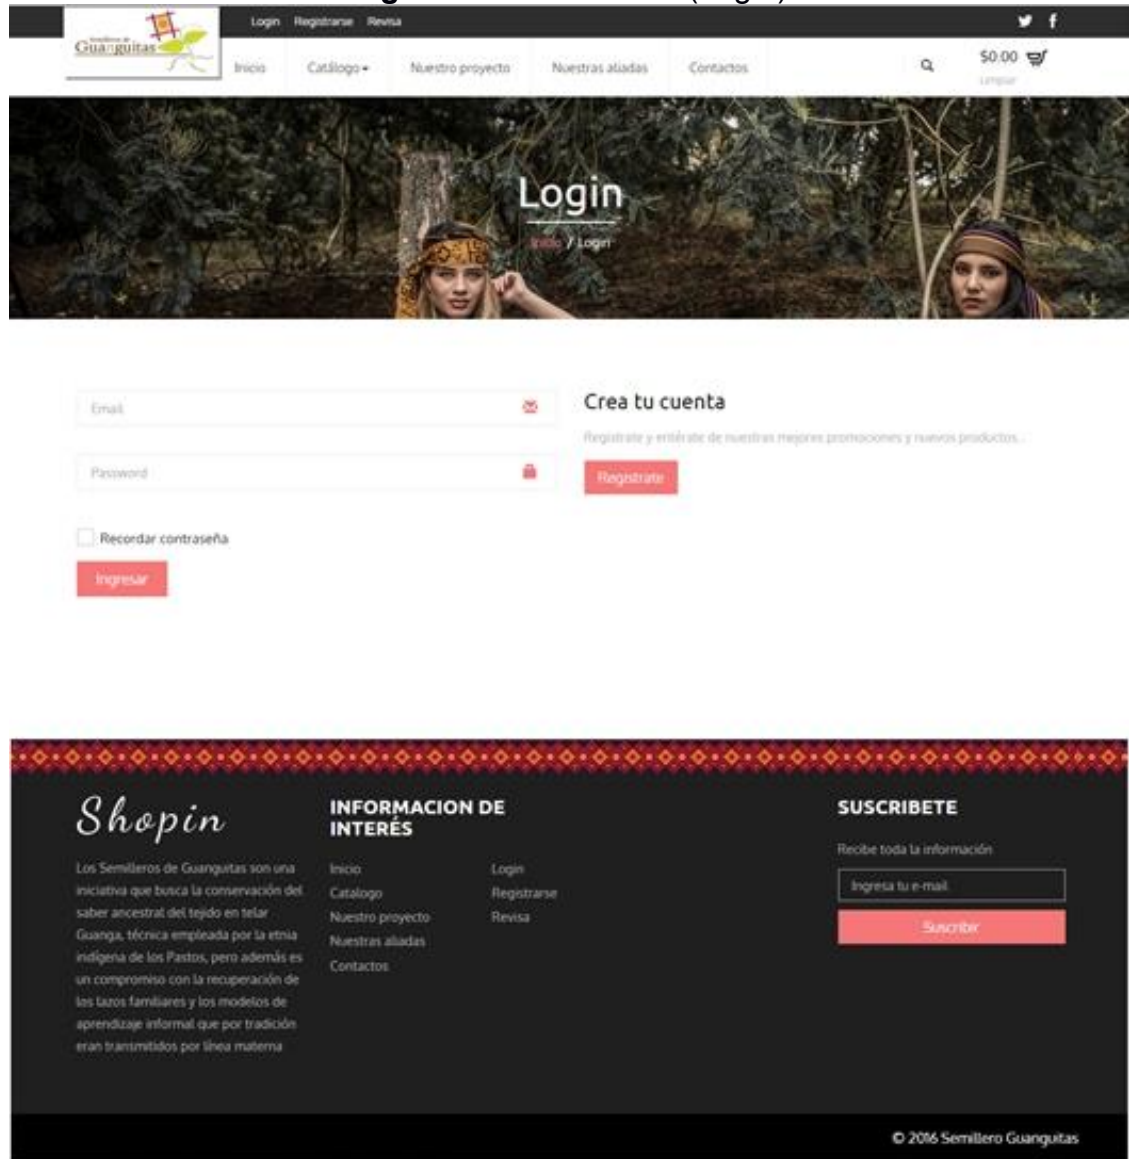 Login Registrarse Revisa
Semilleros de
Guanguitas
Inicio Catálogo Nuestro proyecto Nuestras aliadas Contactos
$0.00
Limpiar
Login
Inicio / Login
Email
Password
Recordar contraseña
Ingresar
Crea tu cuenta
Registrate y entérate de nuestras mejores promociones y nuevos productos..
Registrate
Shopin
Los Semilleros de Guanguitas son una
iniciativa que busca la conservación del
saber ancestral del tejido en telar
Guanga, técnica empleada por la etnia
indígena de los Pastos, pero además es
un compromiso con la recuperación de
los lazos familiares y los modelos de
aprendizaje informal que por tradición
eran transmitidos por línea materna
INFORMACION DE
INTERÉS
Inicio
Catalogo
Nuestro proyecto
Nuestras aliadas
Contactos
Login
Registrarse
Revisa
SUSCRIBETE
Recibe toda la información
Ingresa tu e-mail
Suscribir
© 2016 Semillero Guanguitas